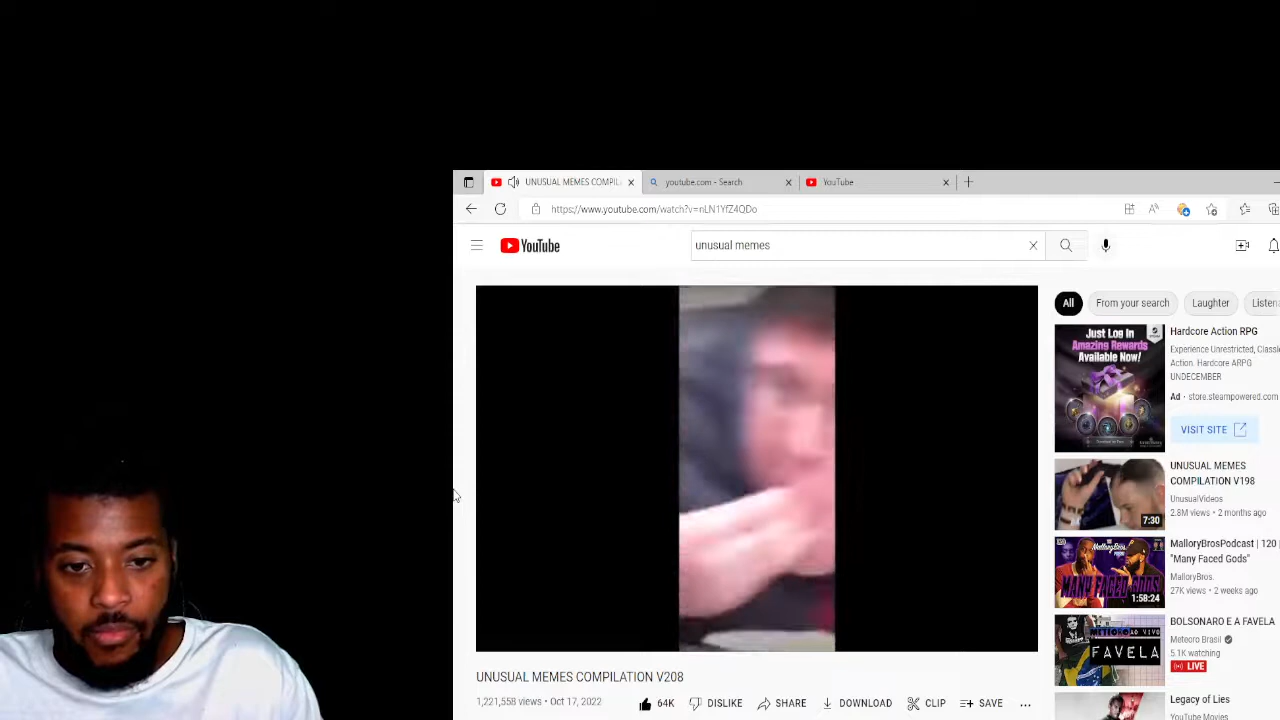 UNUSUAL MEMES COMPIL
youtube.com - Search
YouTube
https://www.youtube.com/watch?v=nLN1YfZ4QDo
YouTube
unusual memes
All
From your search
Laughter
Listen
Just Log In
Amazing Rewards
Available Now!
Hardcore Action RPG
Experience Unrestricted, Classic
Action. Hardcore ARPG
UNDECEMBER
Ad · store.steampowered.com
VISIT SITE
7:30
UNUSUAL MEMES
COMPILATION V198
UnusualVideos
2.8M views • 2 months ago
MANY FACED GODS
1:58:24
MalloryBrosPodcast | 120 |
"Many Faced Gods"
MalloryBros.
27K views • 2 weeks ago
FAVELA
BOLSONARO E A FAVELA
Meteoro Brasil
5.1K watching
LIVE
Legacy of Lies
YouTube Movies
UNUSUAL MEMES COMPILATION V208
1,221,558 views • Oct 17, 2022
64K
DISLIKE
SHARE
DOWNLOAD
CLIP
SAVE